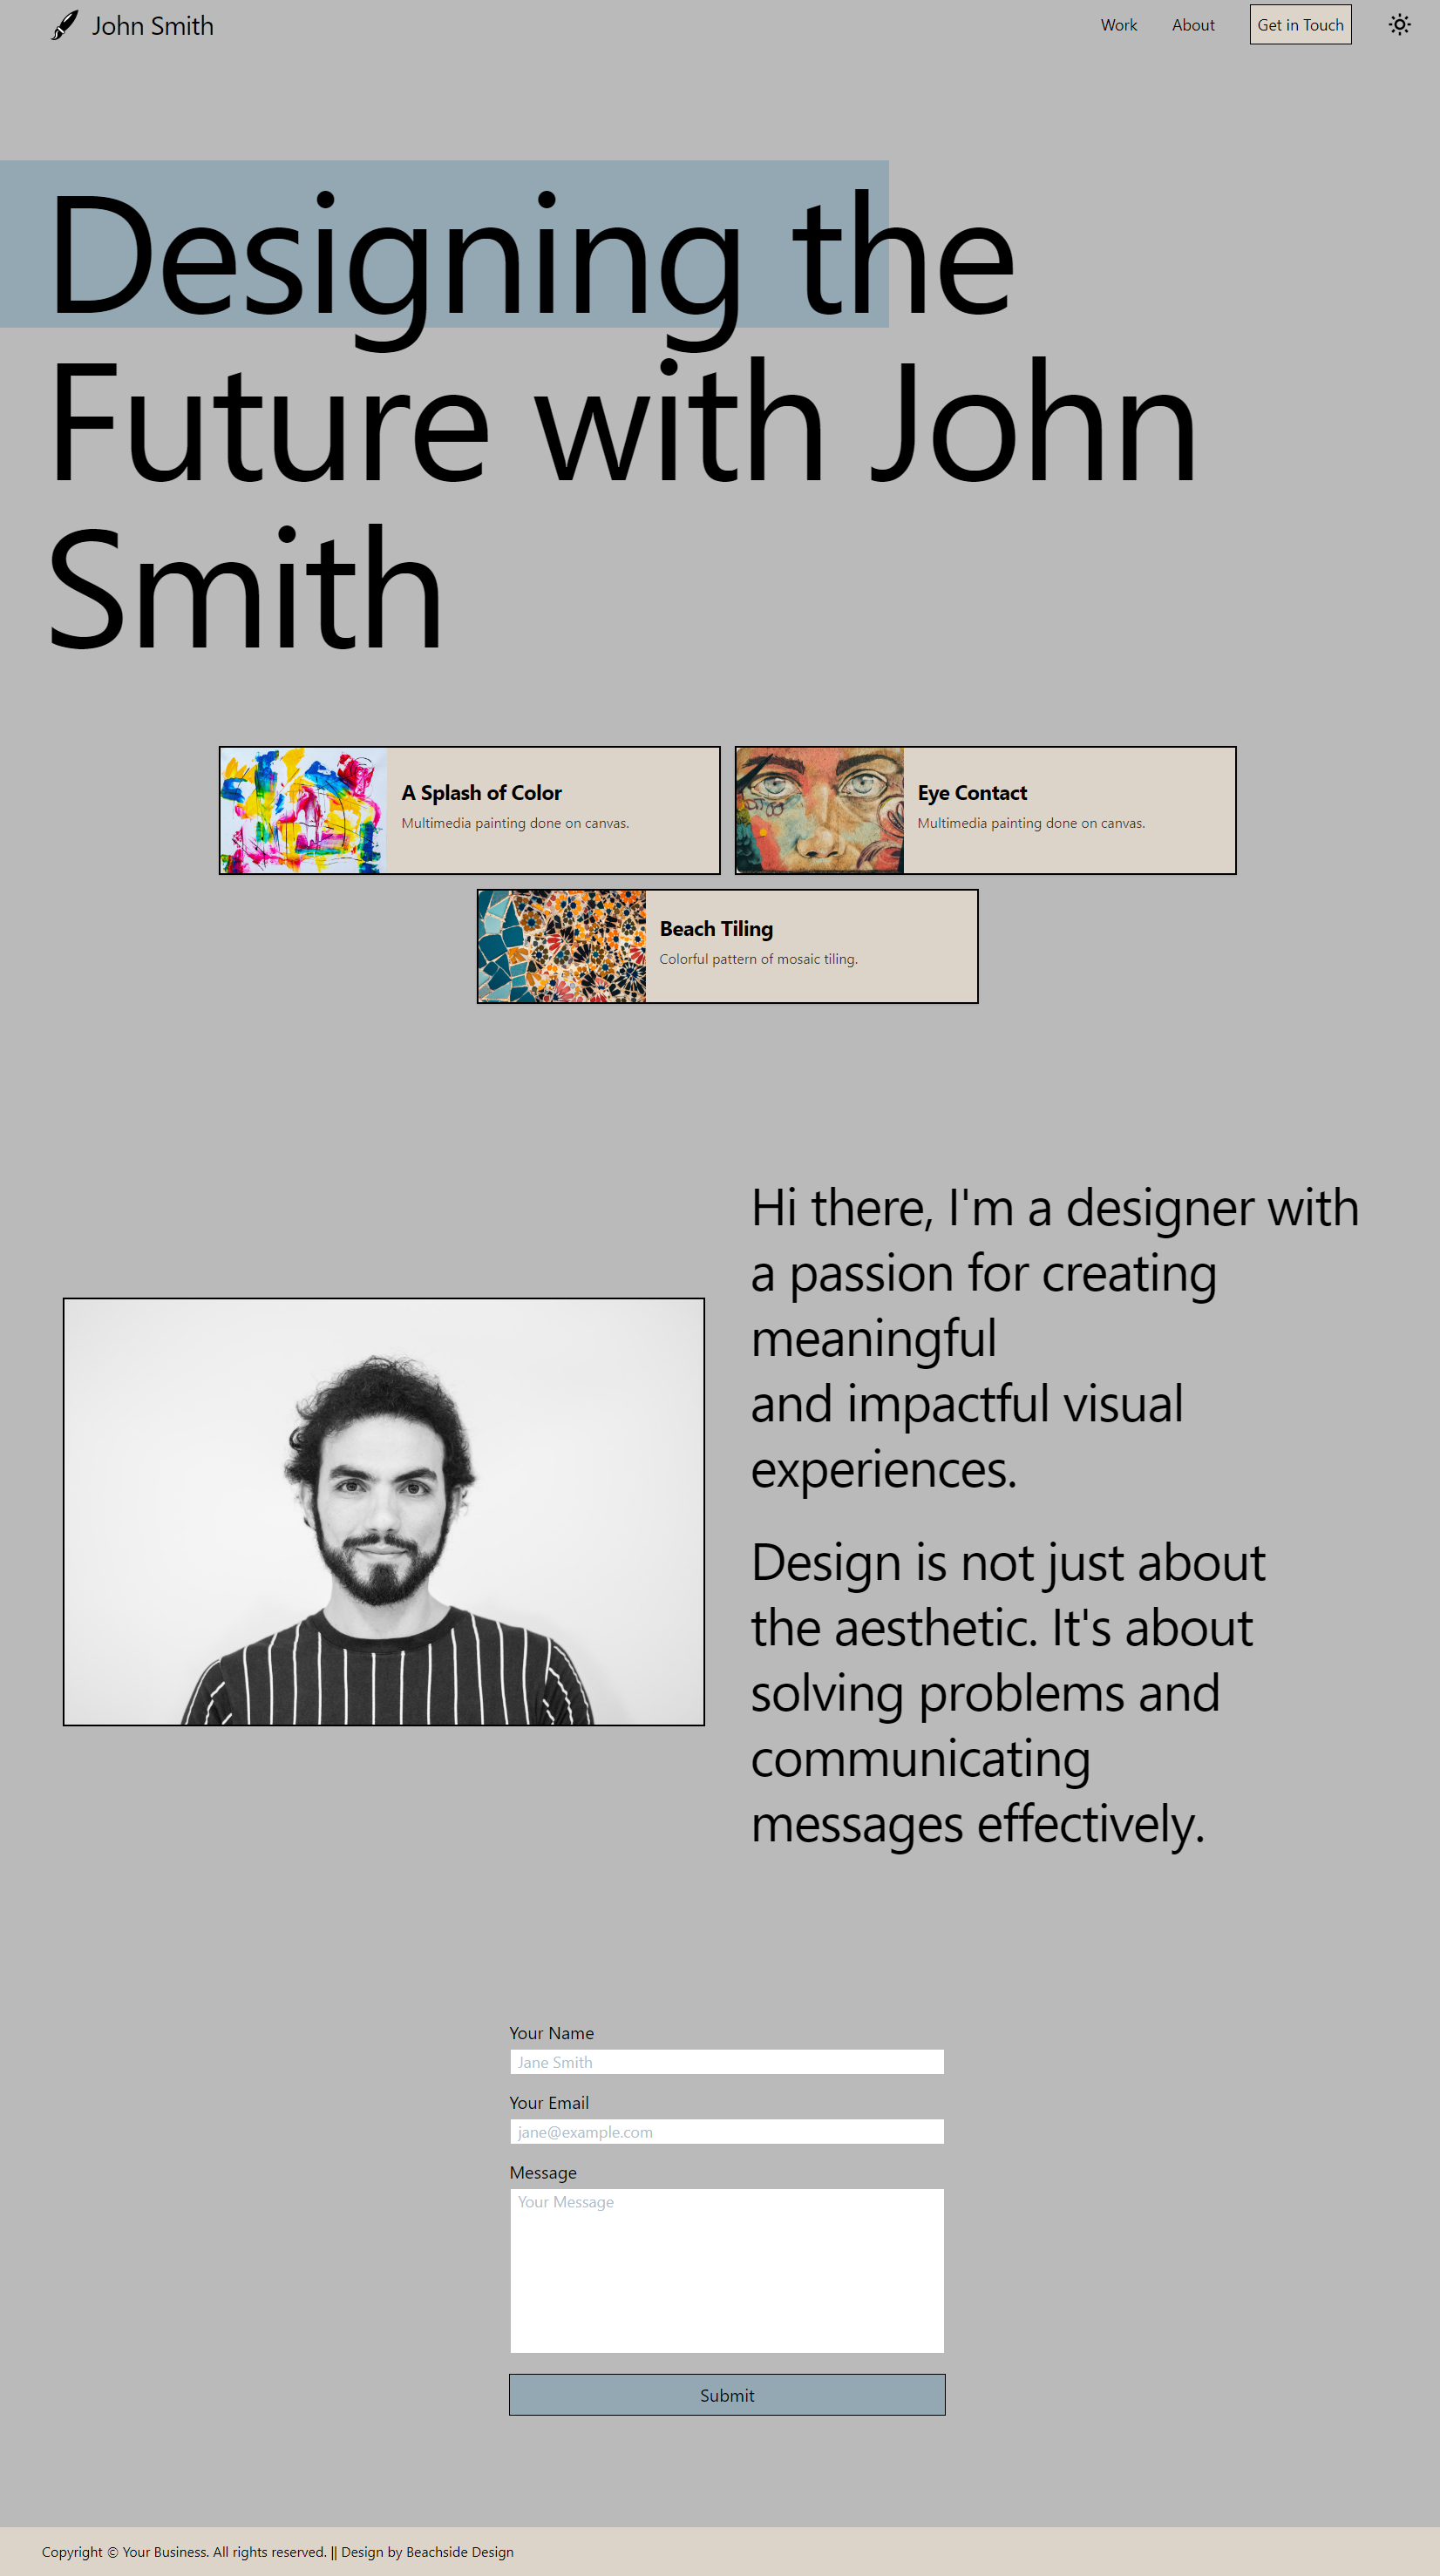 John Smith
Work
About
Get in Touch
Designing the
Future with John
Smith
A Splash of Color
Multimedia painting done on canvas.
Eye Contact
Multimedia painting done on canvas.
Beach Tiling
Colorful pattern of mosaic tiling.
Hi there, I'm a designer with
a passion for creating
meaningful
and impactful visual
experiences.
Design is not just about
the aesthetic. It's about
solving problems and
communicating
messages effectively.
Your Name
Jane Smith
Your Email
jane@example.com
Message
Your Message
Submit
Copyright © Your Business. All rights reserved. || Design by Beachside Design